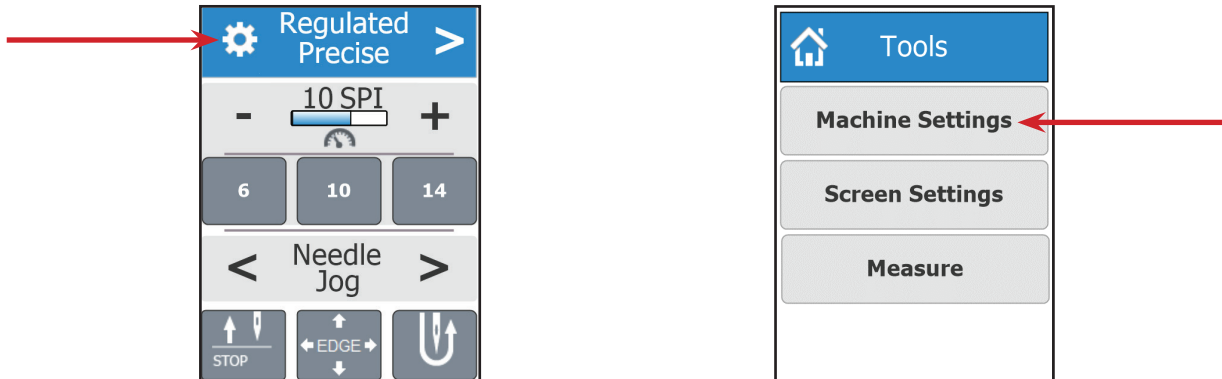 Regulated
Precise
>
- 10 SPI +
6 10 14
< Needle >
Jog
STOP
EDGE
Tools
Machine Settings
Screen Settings
Measure